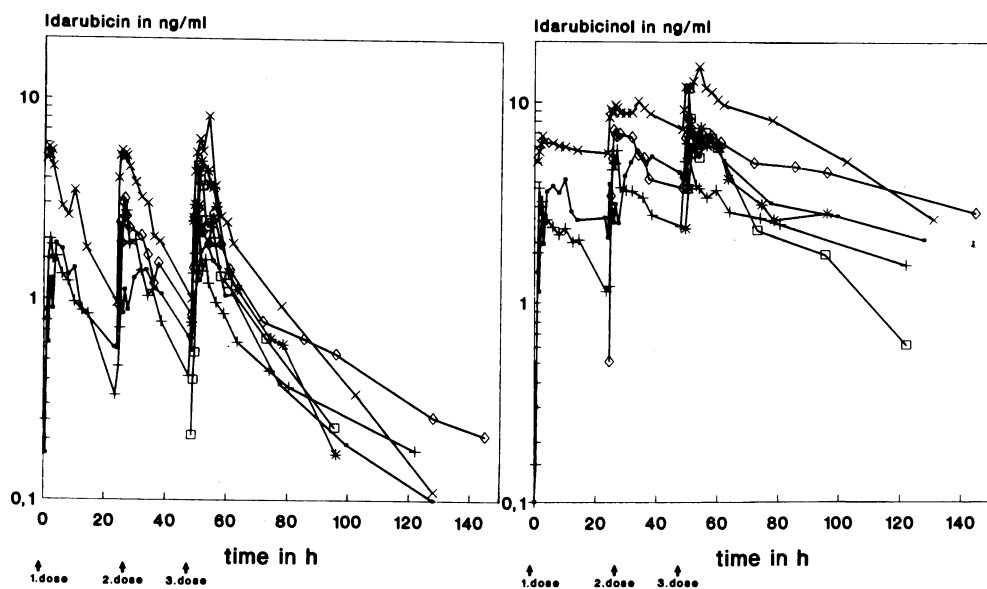 Idarubicin in ng/ml
10
1
0,1
0 20 40 60 80 100 120 140
time in h
1.dose 2.dose 3.dose
Idarubicinol in ng/ml
10
1
0,1
0 20 40 60 80 100 120 140
time in h
1.dose 2.dose 3.dose